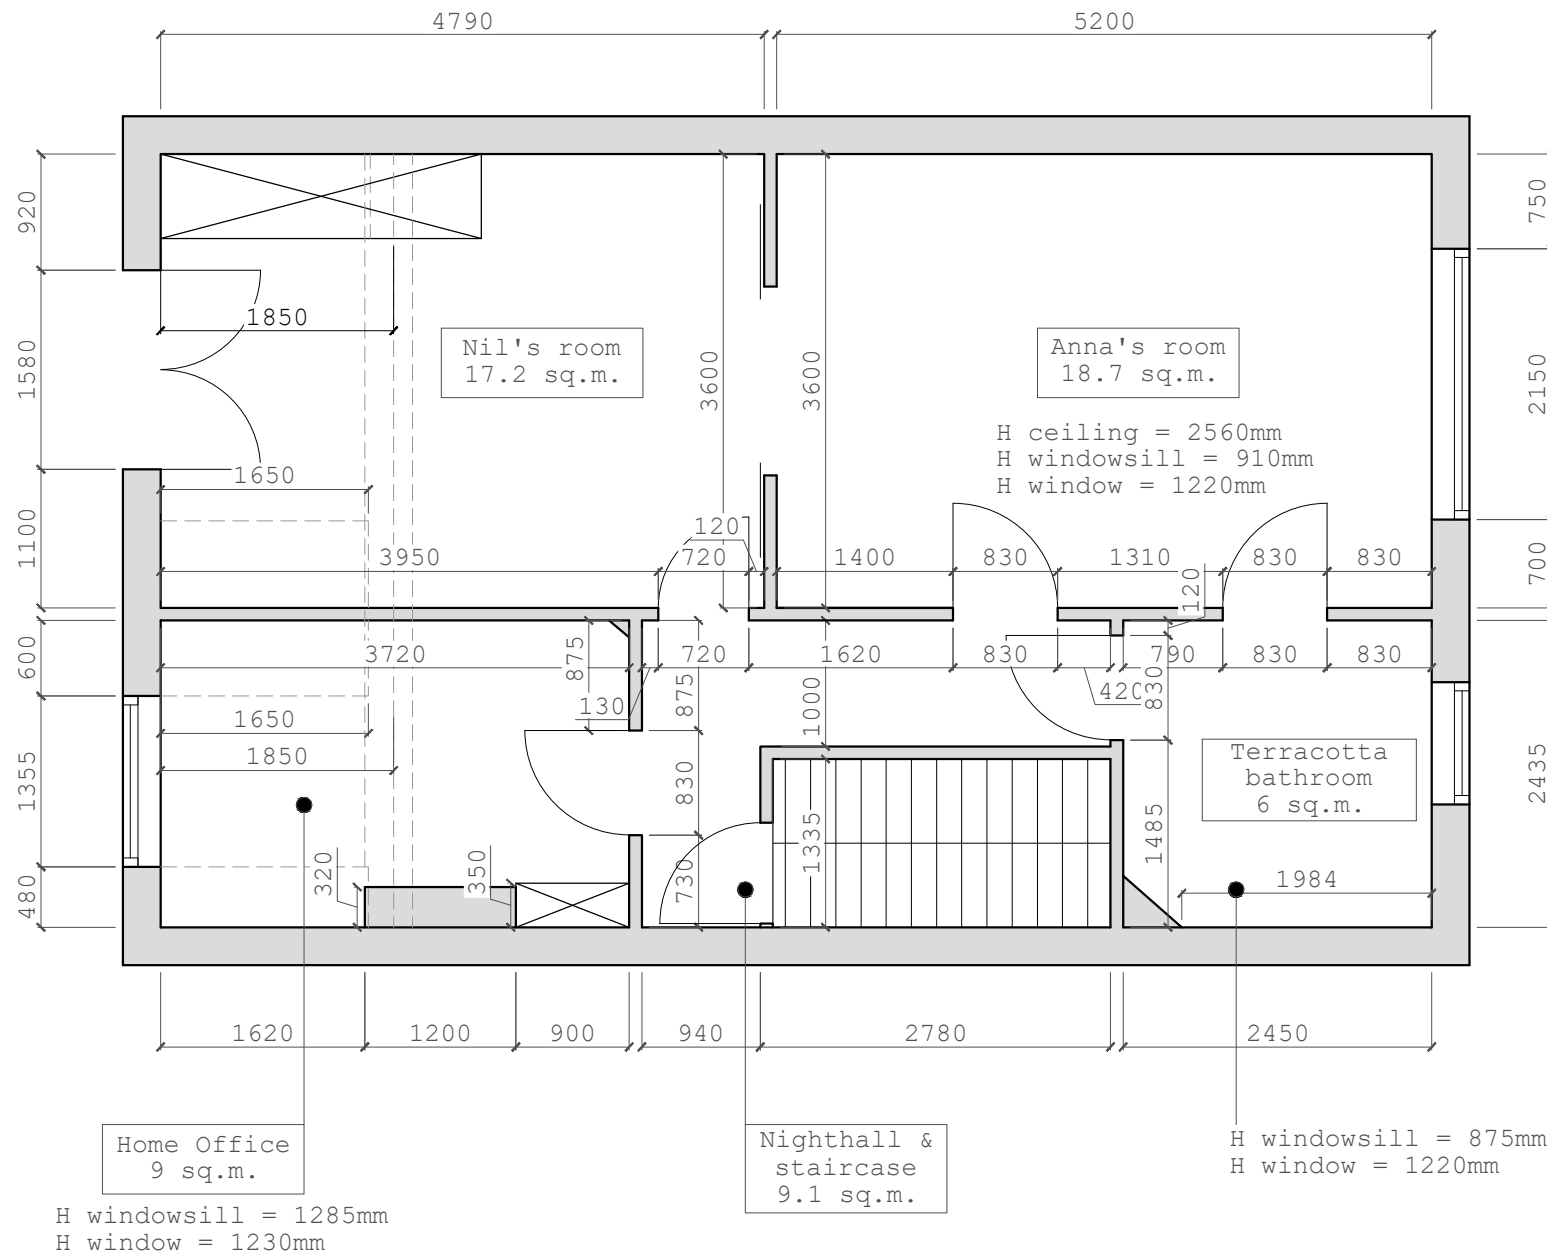 4790
5200
920
750
1850
Nil's room
17.2 sq.m.
Anna's room
18.7 sq.m.
1580
3600
3600
2150
H ceiling = 2560mm
H windowsill = 910mm
H window = 1220mm
1650
1100
120
700
3950
720
1400
830
1310
830
830
120
600
3720
875
720
1620
830
790
830
830
130
875
420
830
1650
1000
1850
Terracotta
bathroom
6 sq.m.
1355
830
1335
1485
2435
320
350
730
1984
480
1620
1200
900
940
2780
2450
Home Office
9 sq.m.
Nighthall &
staircase
9.1 sq.m.
H windowsill = 875mm
H window = 1220mm
H windowsill = 1285mm
H window = 1230mm